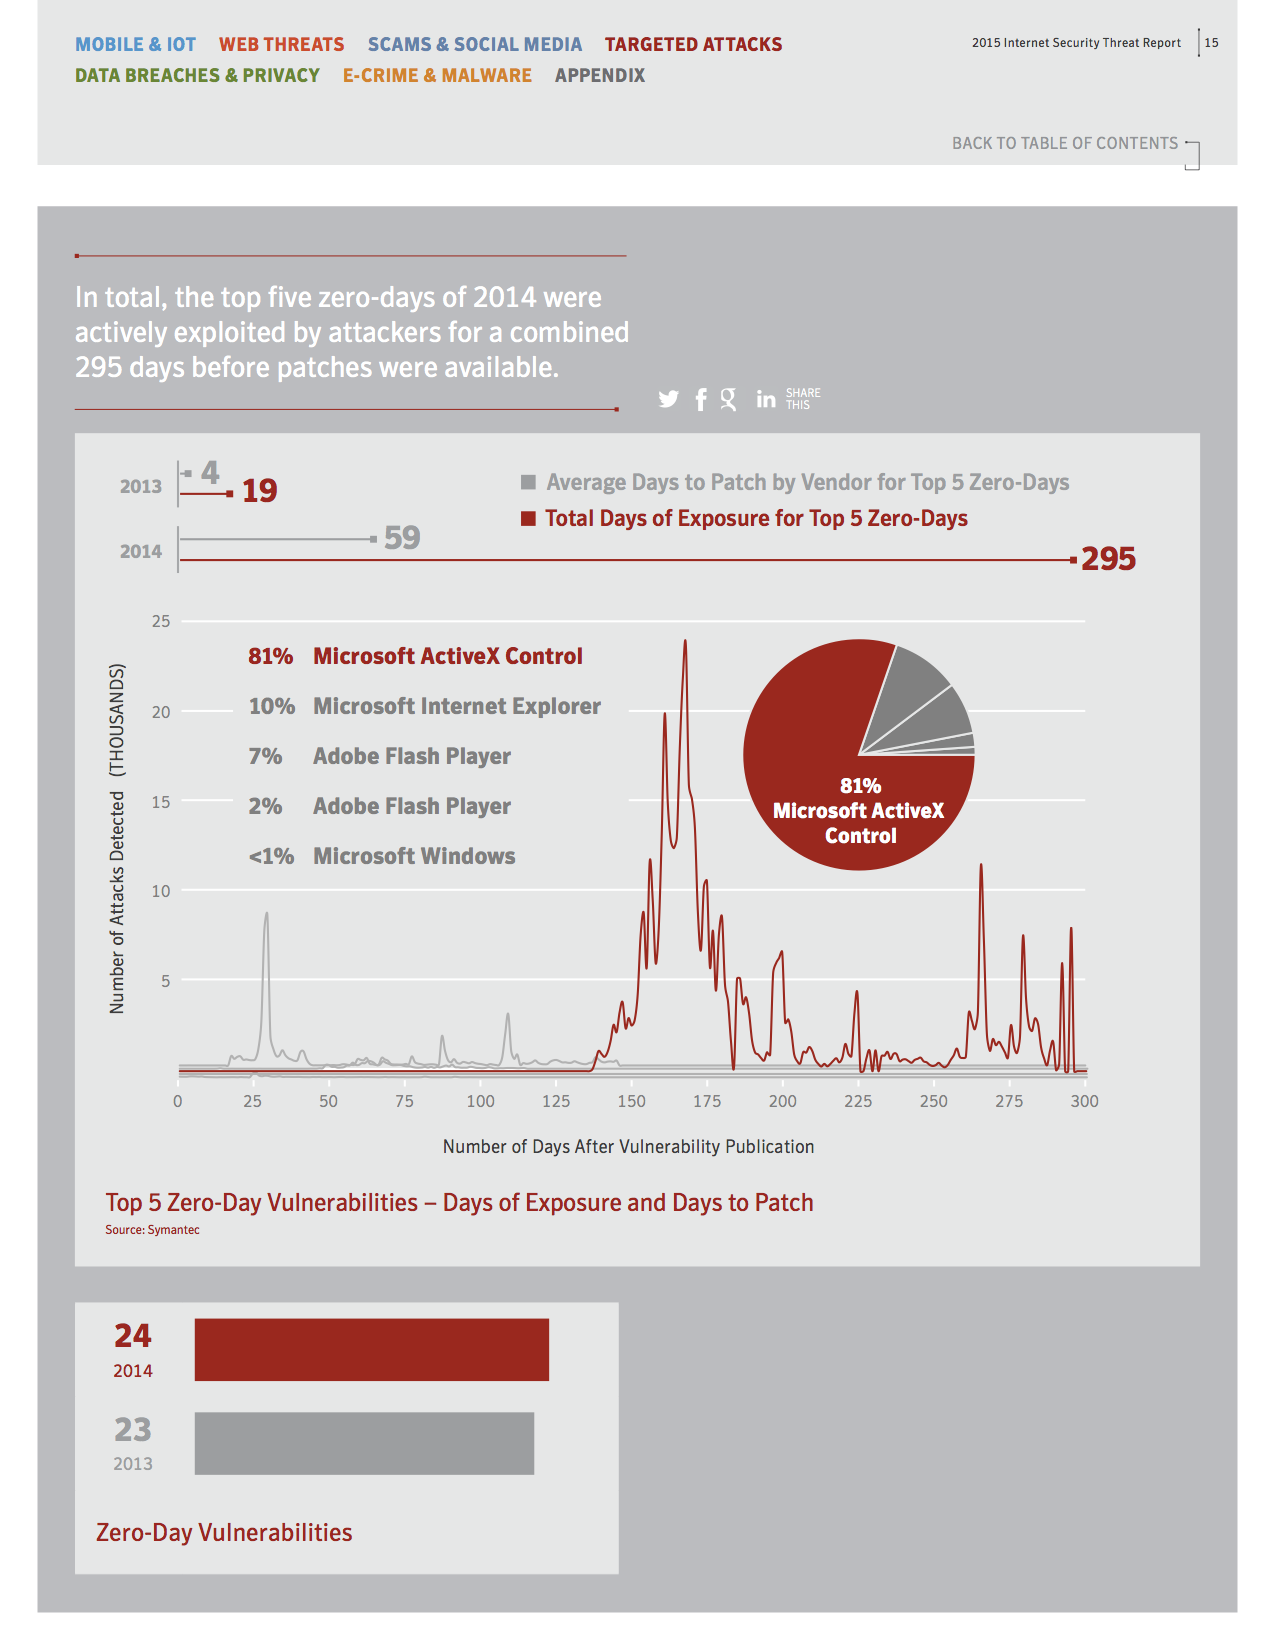 MOBILE & IOT WEB THREATS SCAMS & SOCIAL MEDIA TARGETED ATTACKS
DATA BREACHES & PRIVACY E-CRIME & MALWARE APPENDIX
2015 Internet Security Threat Report 15
BACK TO TABLE OF CONTENTS
In total, the top five zero-days of 2014 were
actively exploited by attackers for a combined
295 days before patches were available.
SHARE
THIS
2013
4
19
2014
59
295
Average Days to Patch by Vendor for Top 5 Zero-Days
Total Days of Exposure for Top 5 Zero-Days
Number of Attacks Detected (THOUSANDS)
25
20
15
10
5
81% Microsoft ActiveX Control
10% Microsoft Internet Explorer
7% Adobe Flash Player
2% Adobe Flash Player
<1% Microsoft Windows
81%
Microsoft ActiveX
Control
0 25 50 75 100 125 150 175 200 225 250 275 300
Number of Days After Vulnerability Publication
Top 5 Zero-Day Vulnerabilities – Days of Exposure and Days to Patch
Source: Symantec
24
2014
23
2013
Zero-Day Vulnerabilities